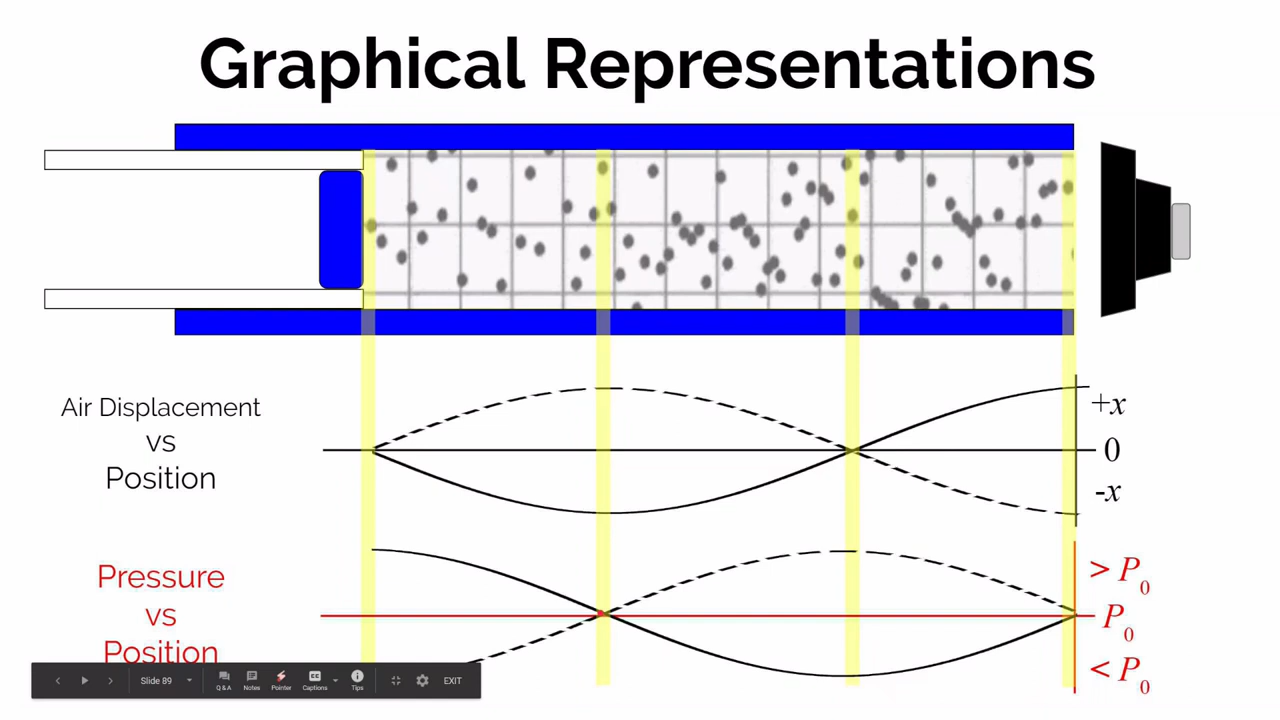 Graphical Representations
Air Displacement
vs
Position
+x
0
-x
Pressure
vs
Position
> P0
P0
< P0
Slide 89
Q & A
Notes
Pointer
CC
Captions
Tips
EXIT